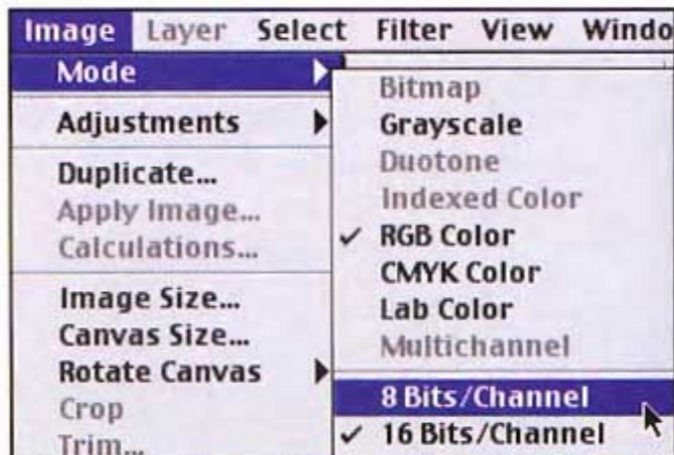 Image Layer Select Filter View Windo
Mode
Adjustments
Duplicate...
Apply Image...
Calculations...
Image Size...
Canvas Size...
Rotate Canvas
Crop
Trim...
Bitmap
Grayscale
Duotone
Indexed Color
✓ RGB Color
CMYK Color
Lab Color
Multichannel
8 Bits/Channel
✓ 16 Bits/Channel